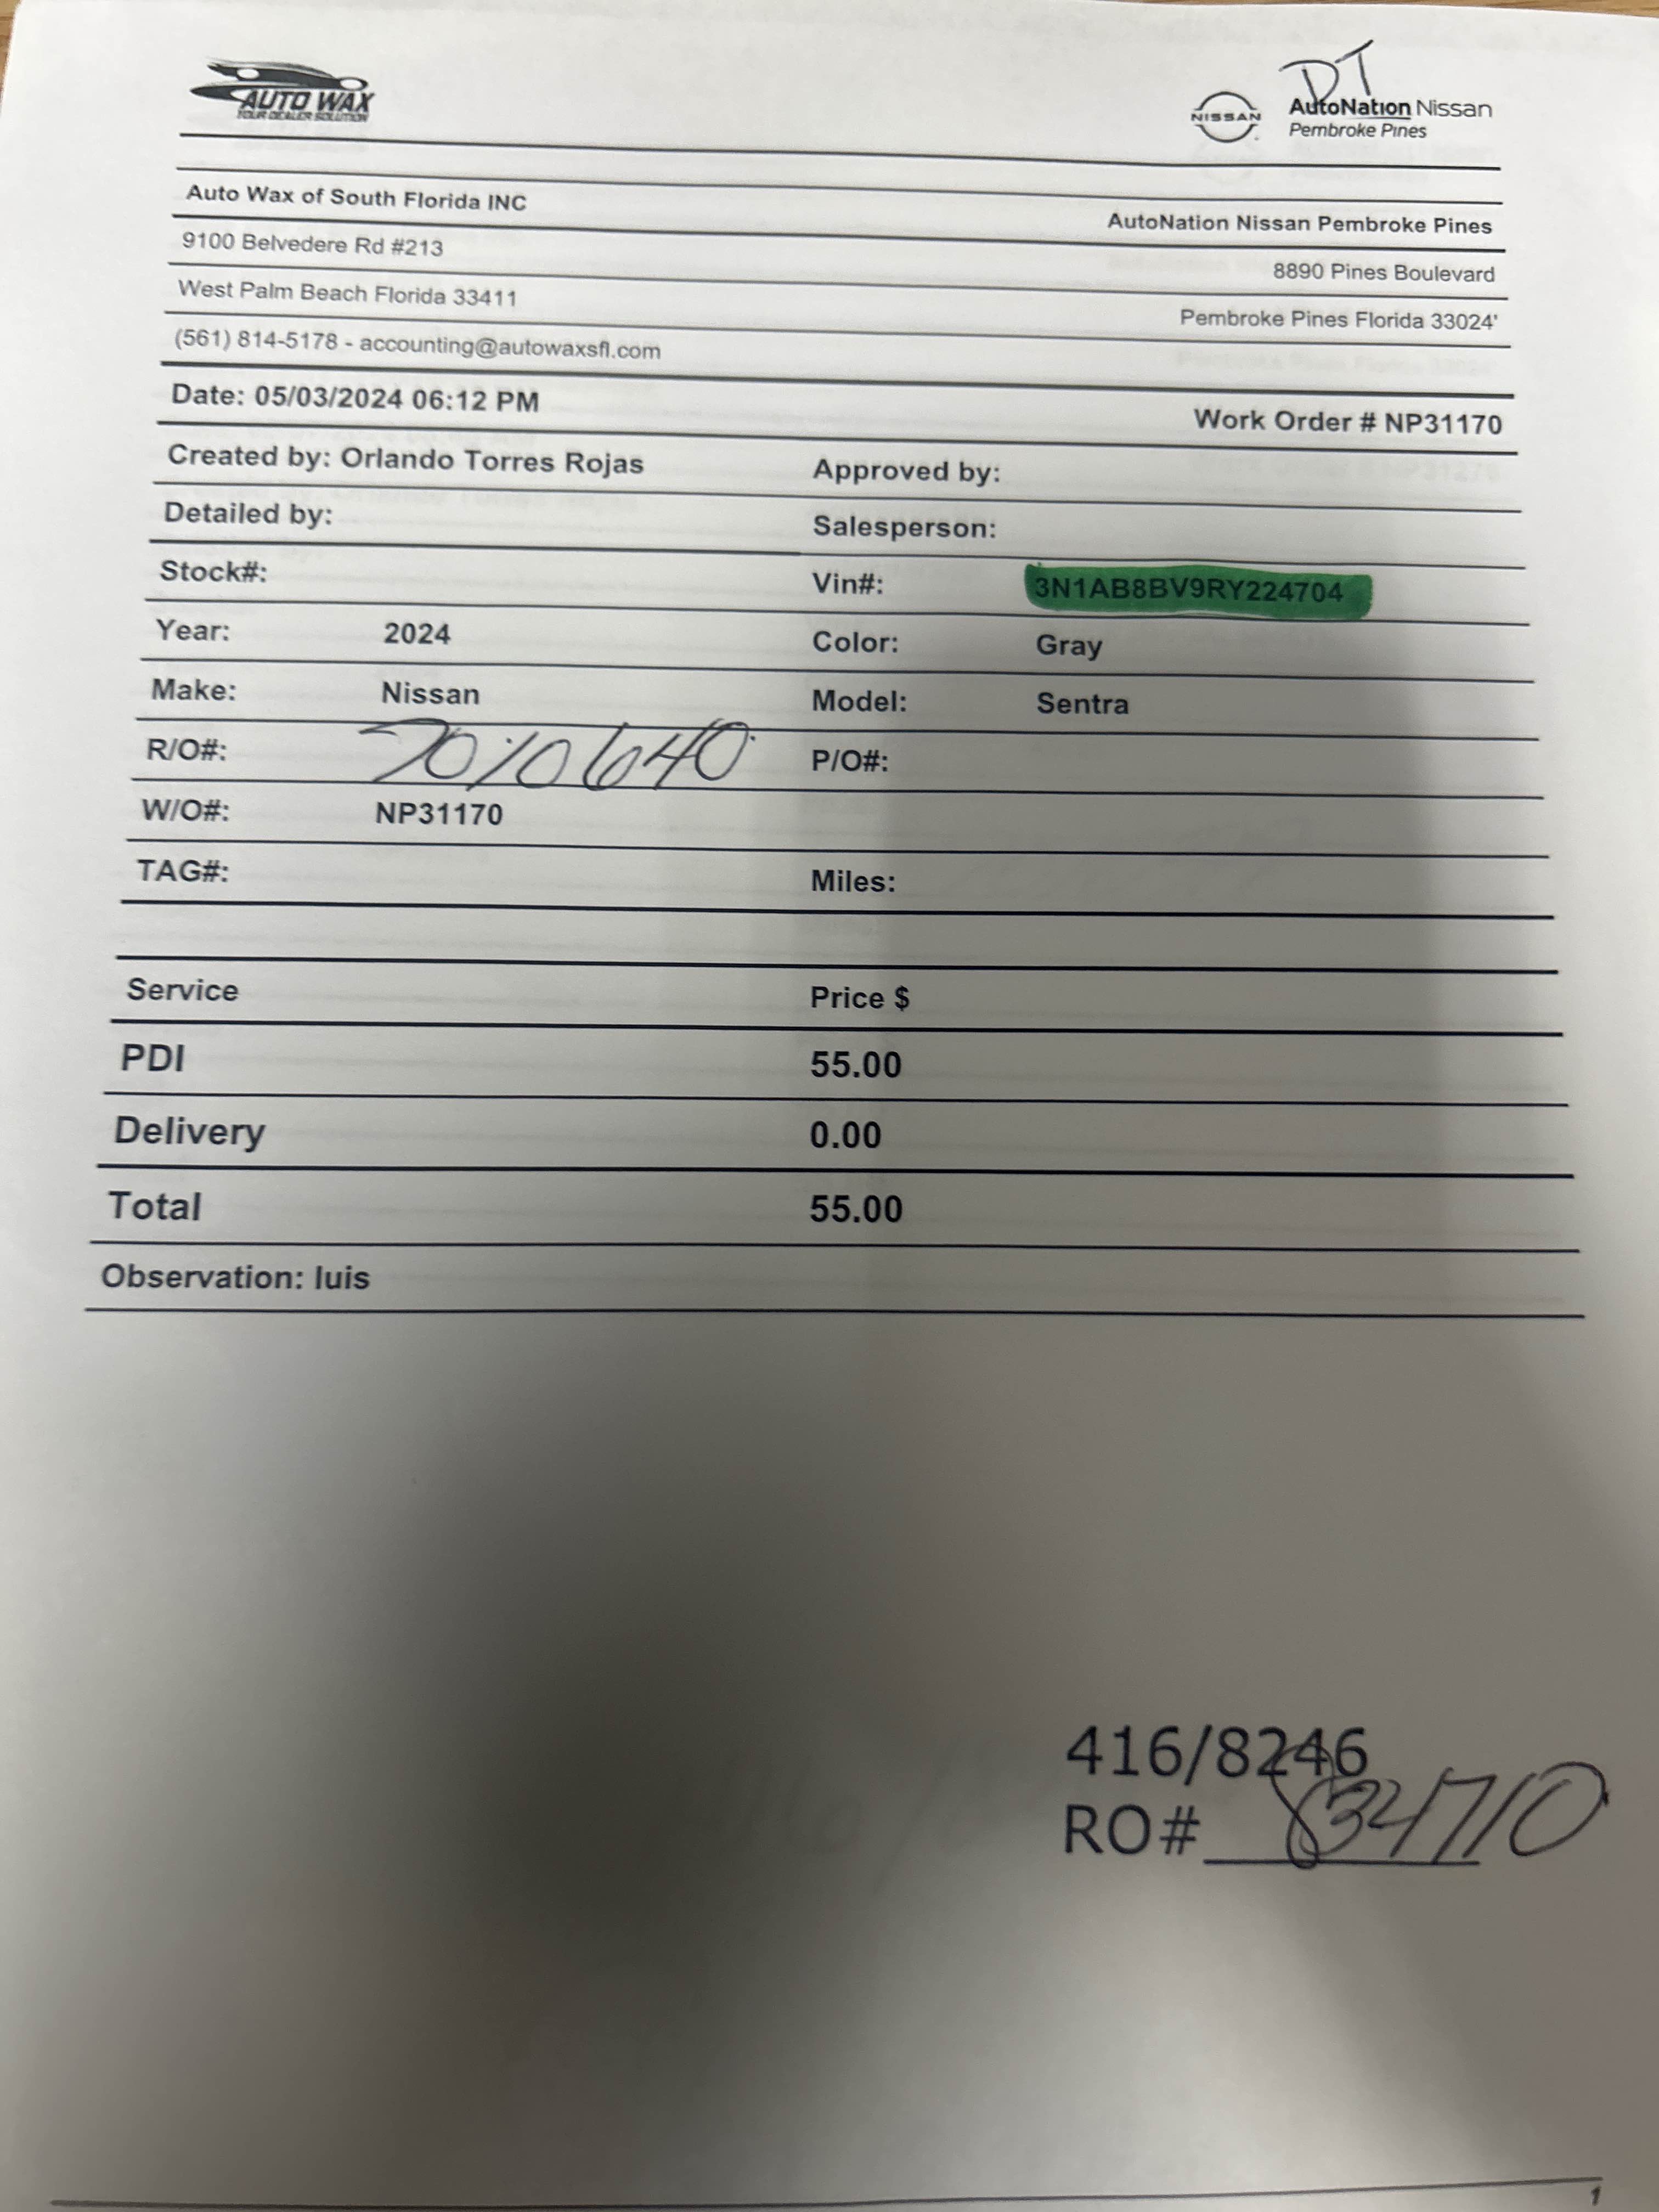 DT
AUTO WAX
YOUR DEALER SOLUTION
NISSAN
AutoNation Nissan
Pembroke Pines
Auto Wax of South Florida INC
AutoNation Nissan Pembroke Pines
9100 Belvedere Rd #213
8890 Pines Boulevard
West Palm Beach Florida 33411
Pembroke Pines Florida 33024'
(561) 814-5178 - accounting@autowaxsfl.com
Date: 05/03/2024 06:12 PM
Work Order # NP31170
Created by: Orlando Torres Rojas
Approved by:
Detailed by:
Salesperson:
Stock#:
Vin#: 3N1AB8BV9RY224704
Year: 2024
Color: Gray
Make: Nissan
Model: Sentra
R/O#:
P/O#:
W/O#: NP31170
TAG#:
Miles:
Service Price $
PDI 55.00
Delivery 0.00
Total 55.00
Observation: luis
416/8246
RO# 834710
1